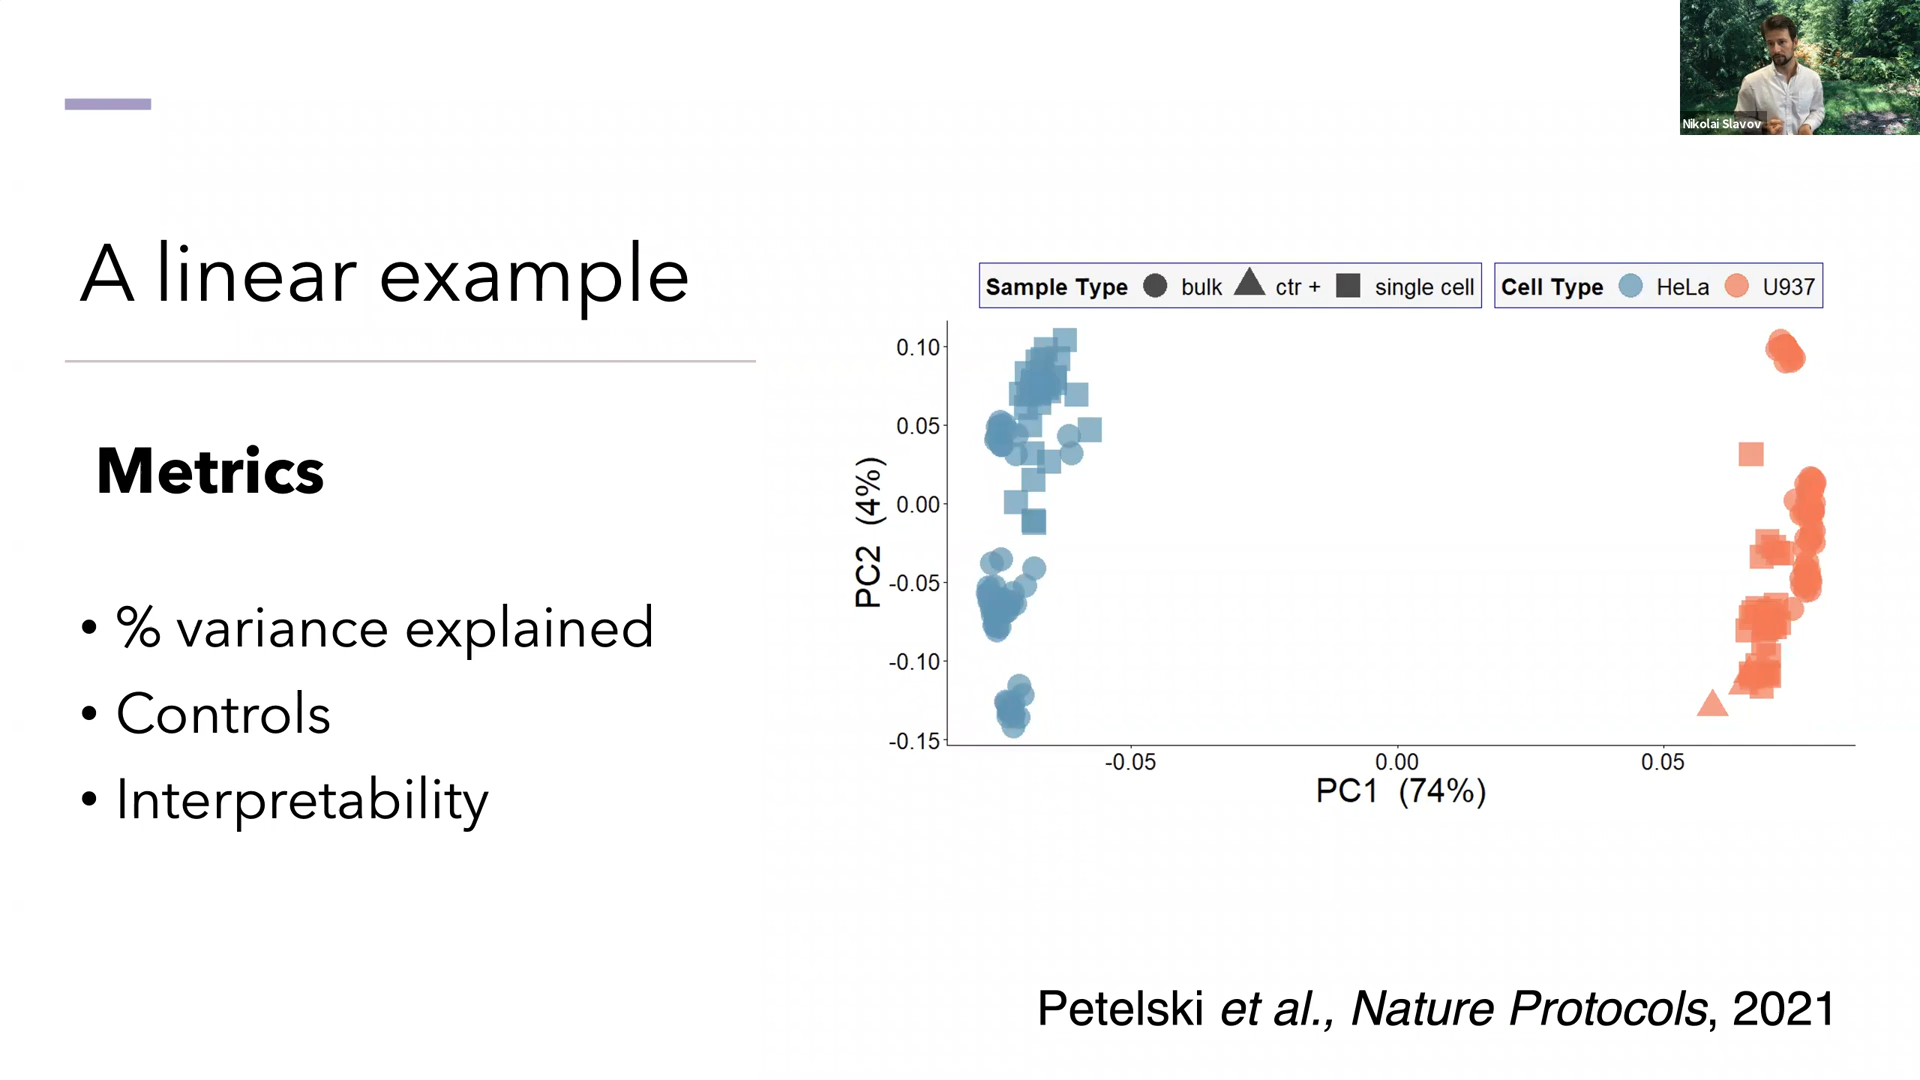 Nikolai Slavov
A linear example
Metrics
• % variance explained
• Controls
• Interpretability
Sample Type bulk ctr + single cell
Cell Type HeLa U937
PC2 (4%)
0.10
0.05
0.00
-0.05
-0.10
-0.15
-0.05 0.00 0.05
PC1 (74%)
Petelski et al., Nature Protocols, 2021